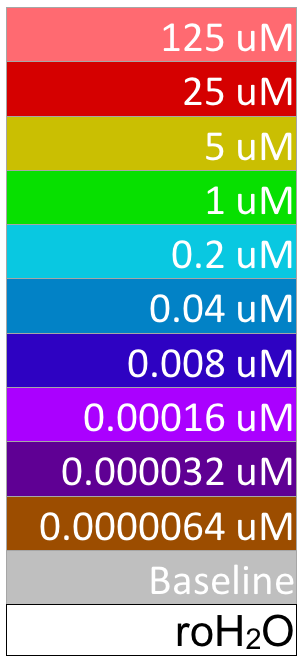 125 uM
25 uM
5 uM
1 uM
0.2 uM
0.04 uM
0.008 uM
0.00016 uM
0.000032 uM
0.0000064 uM
Baseline
roH₂O